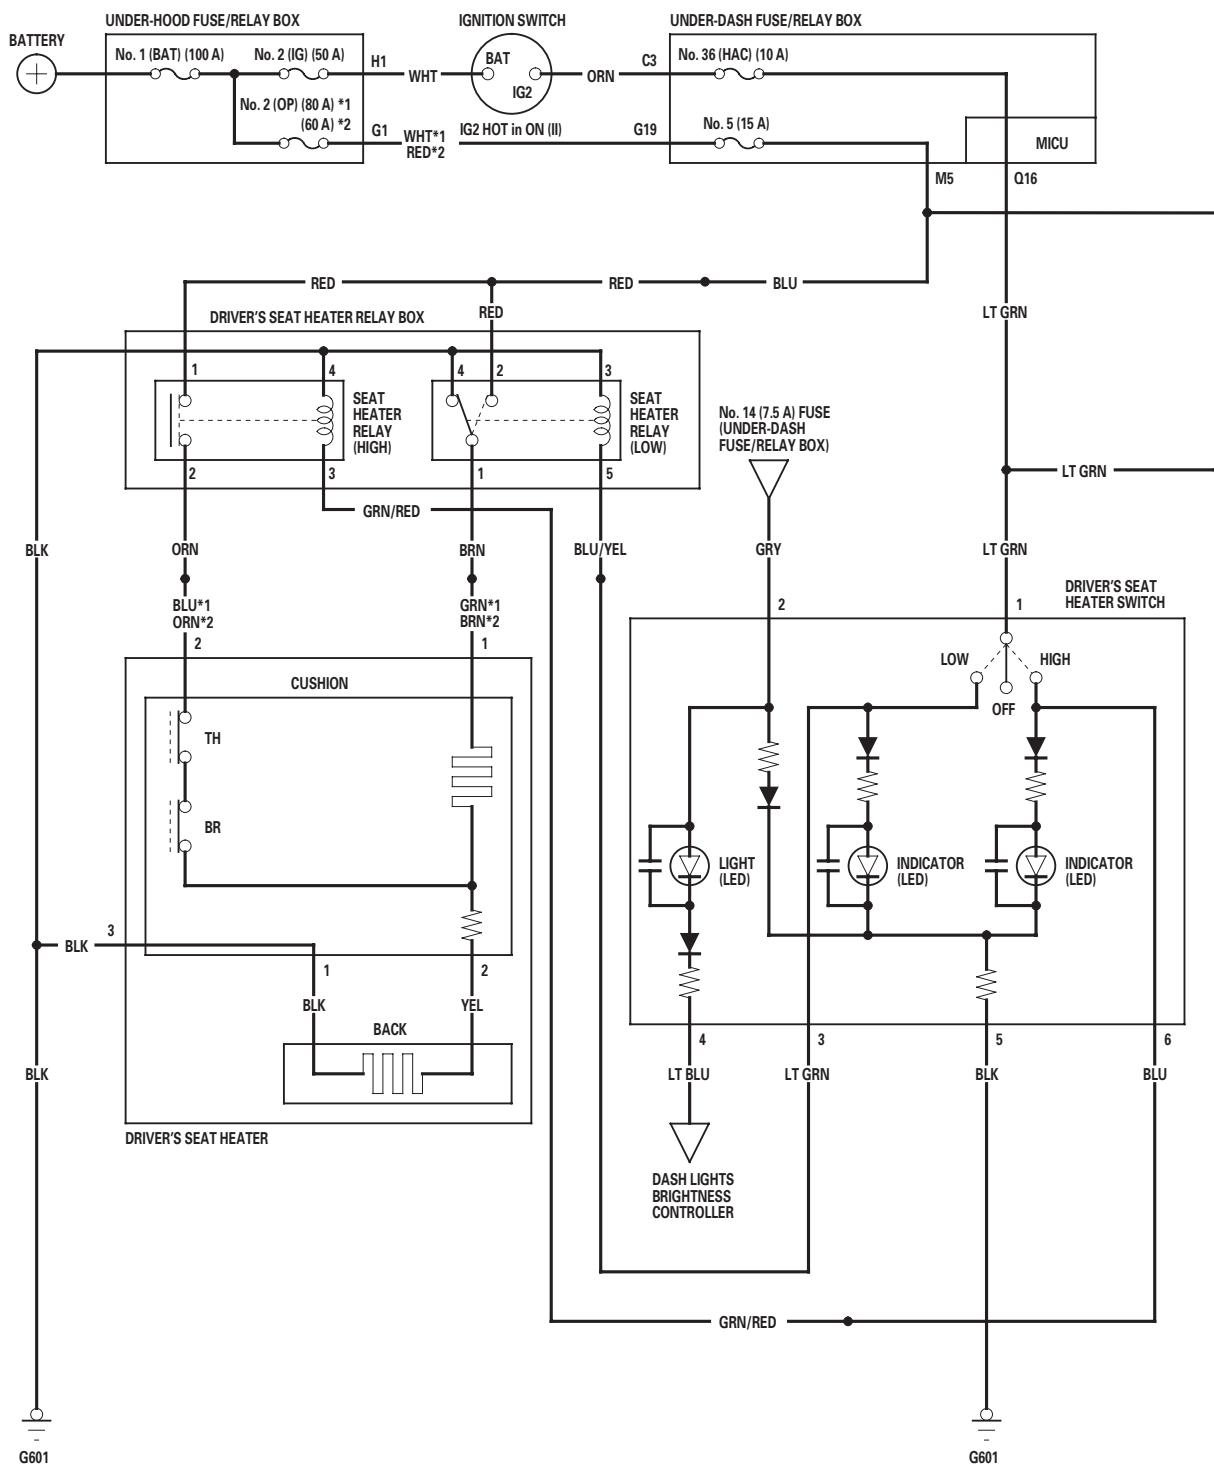 UNDER-HOOD FUSE/RELAY BOX
IGNITION SWITCH
UNDER-DASH FUSE/RELAY BOX
BATTERY
No. 1 (BAT) (100 A)
No. 2 (IG) (50 A)
H1
WHT
BAT
IG2
ORN
C3
No. 36 (HAC) (10 A)
No. 2 (OP) (80 A) *1
(60 A) *2
G1
WHT*1
RED*2
IG2 HOT in ON (II)
G19
No. 5 (15 A)
MICU
M5
Q16
RED
RED
BLU
RED
LT GRN
DRIVER'S SEAT HEATER RELAY BOX
1
4
4
2
3
SEAT
HEATER
RELAY
(HIGH)
SEAT
HEATER
RELAY
(LOW)
No. 14 (7.5 A) FUSE
(UNDER-DASH
FUSE/RELAY BOX)
2
3
1
5
LT GRN
GRN/RED
BLK
ORN
BRN
BLU/YEL
GRY
LT GRN
BLU*1
ORN*2
GRN*1
BRN*2
2
1
DRIVER'S SEAT
HEATER SWITCH
2
1
LOW
HIGH
OFF
CUSHION
TH
BR
LIGHT
(LED)
INDICATOR
(LED)
INDICATOR
(LED)
3
BLK
1
2
BLK
YEL
BACK
4
3
5
6
BLK
LT BLU
LT GRN
BLK
BLU
DRIVER'S SEAT HEATER
DASH LIGHTS
BRIGHTNESS
CONTROLLER
GRN/RED
G601
G601